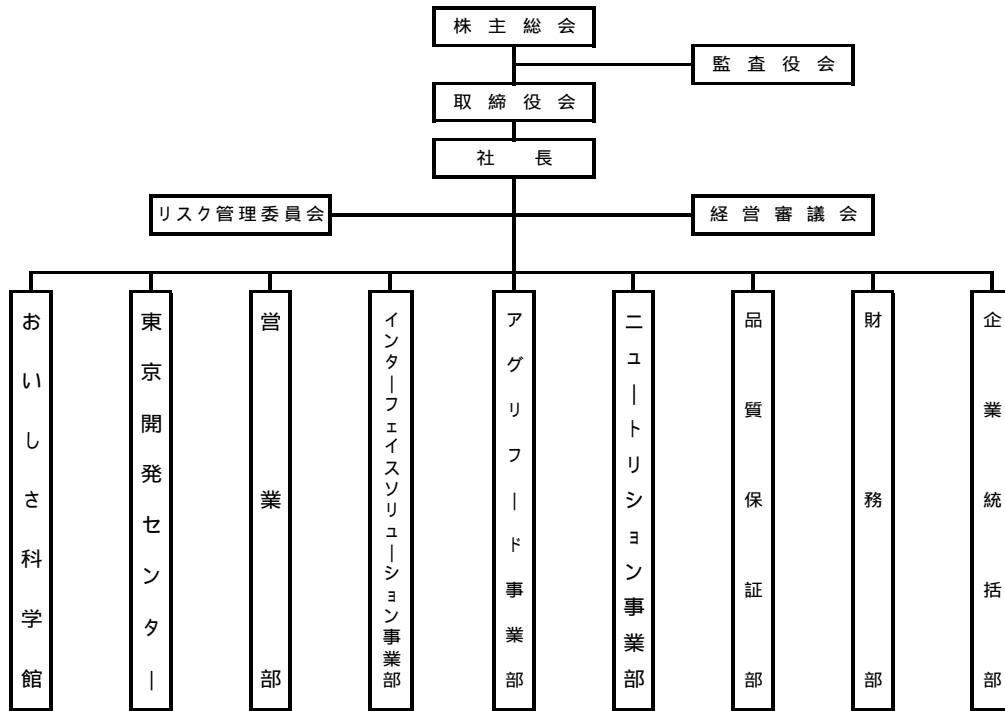 株主総会
監査役会
取締役会
社長
リスク管理委員会
経営審議会
おいしさ科学館
東京開発センター
営業部
インターフェイスソリューション事業部
アグリフード事業部
ニュートリション事業部
品質保証部
財務部
企業統括部